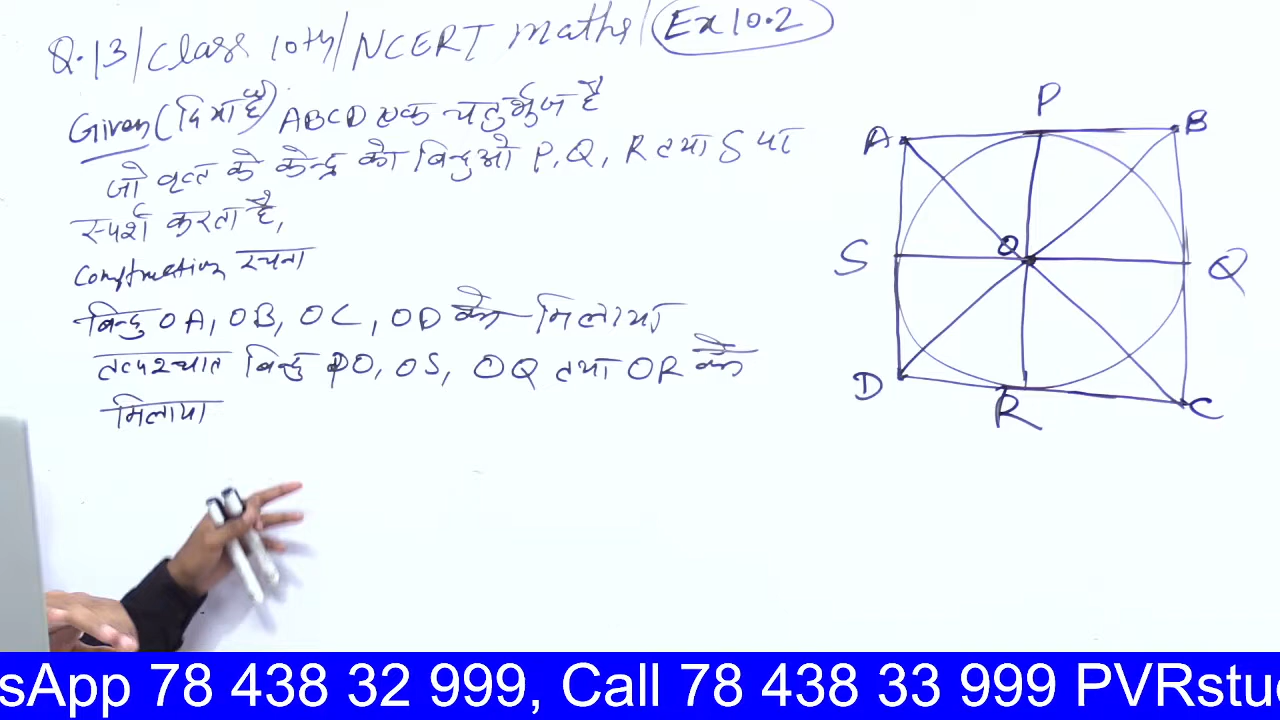 Q.13/Class 10th/NCERT maths/ Ex 10.2
Given (दिया है) ABCD एक चतुर्भुज है
जो वृत्त के केन्द्र को बिन्दुओ P, Q, R तथा S पर
स्पर्श करता है,
Construction रचना
बिन्दु OA, OB, OC, OD को मिलाया
तत्पश्चात बिन्दु PO, OS, OQ तथा OR को
मिलाया
P
A
B
O
S
Q
D
R
C
sApp 78 438 32 999, Call 78 438 33 999 PVRstu